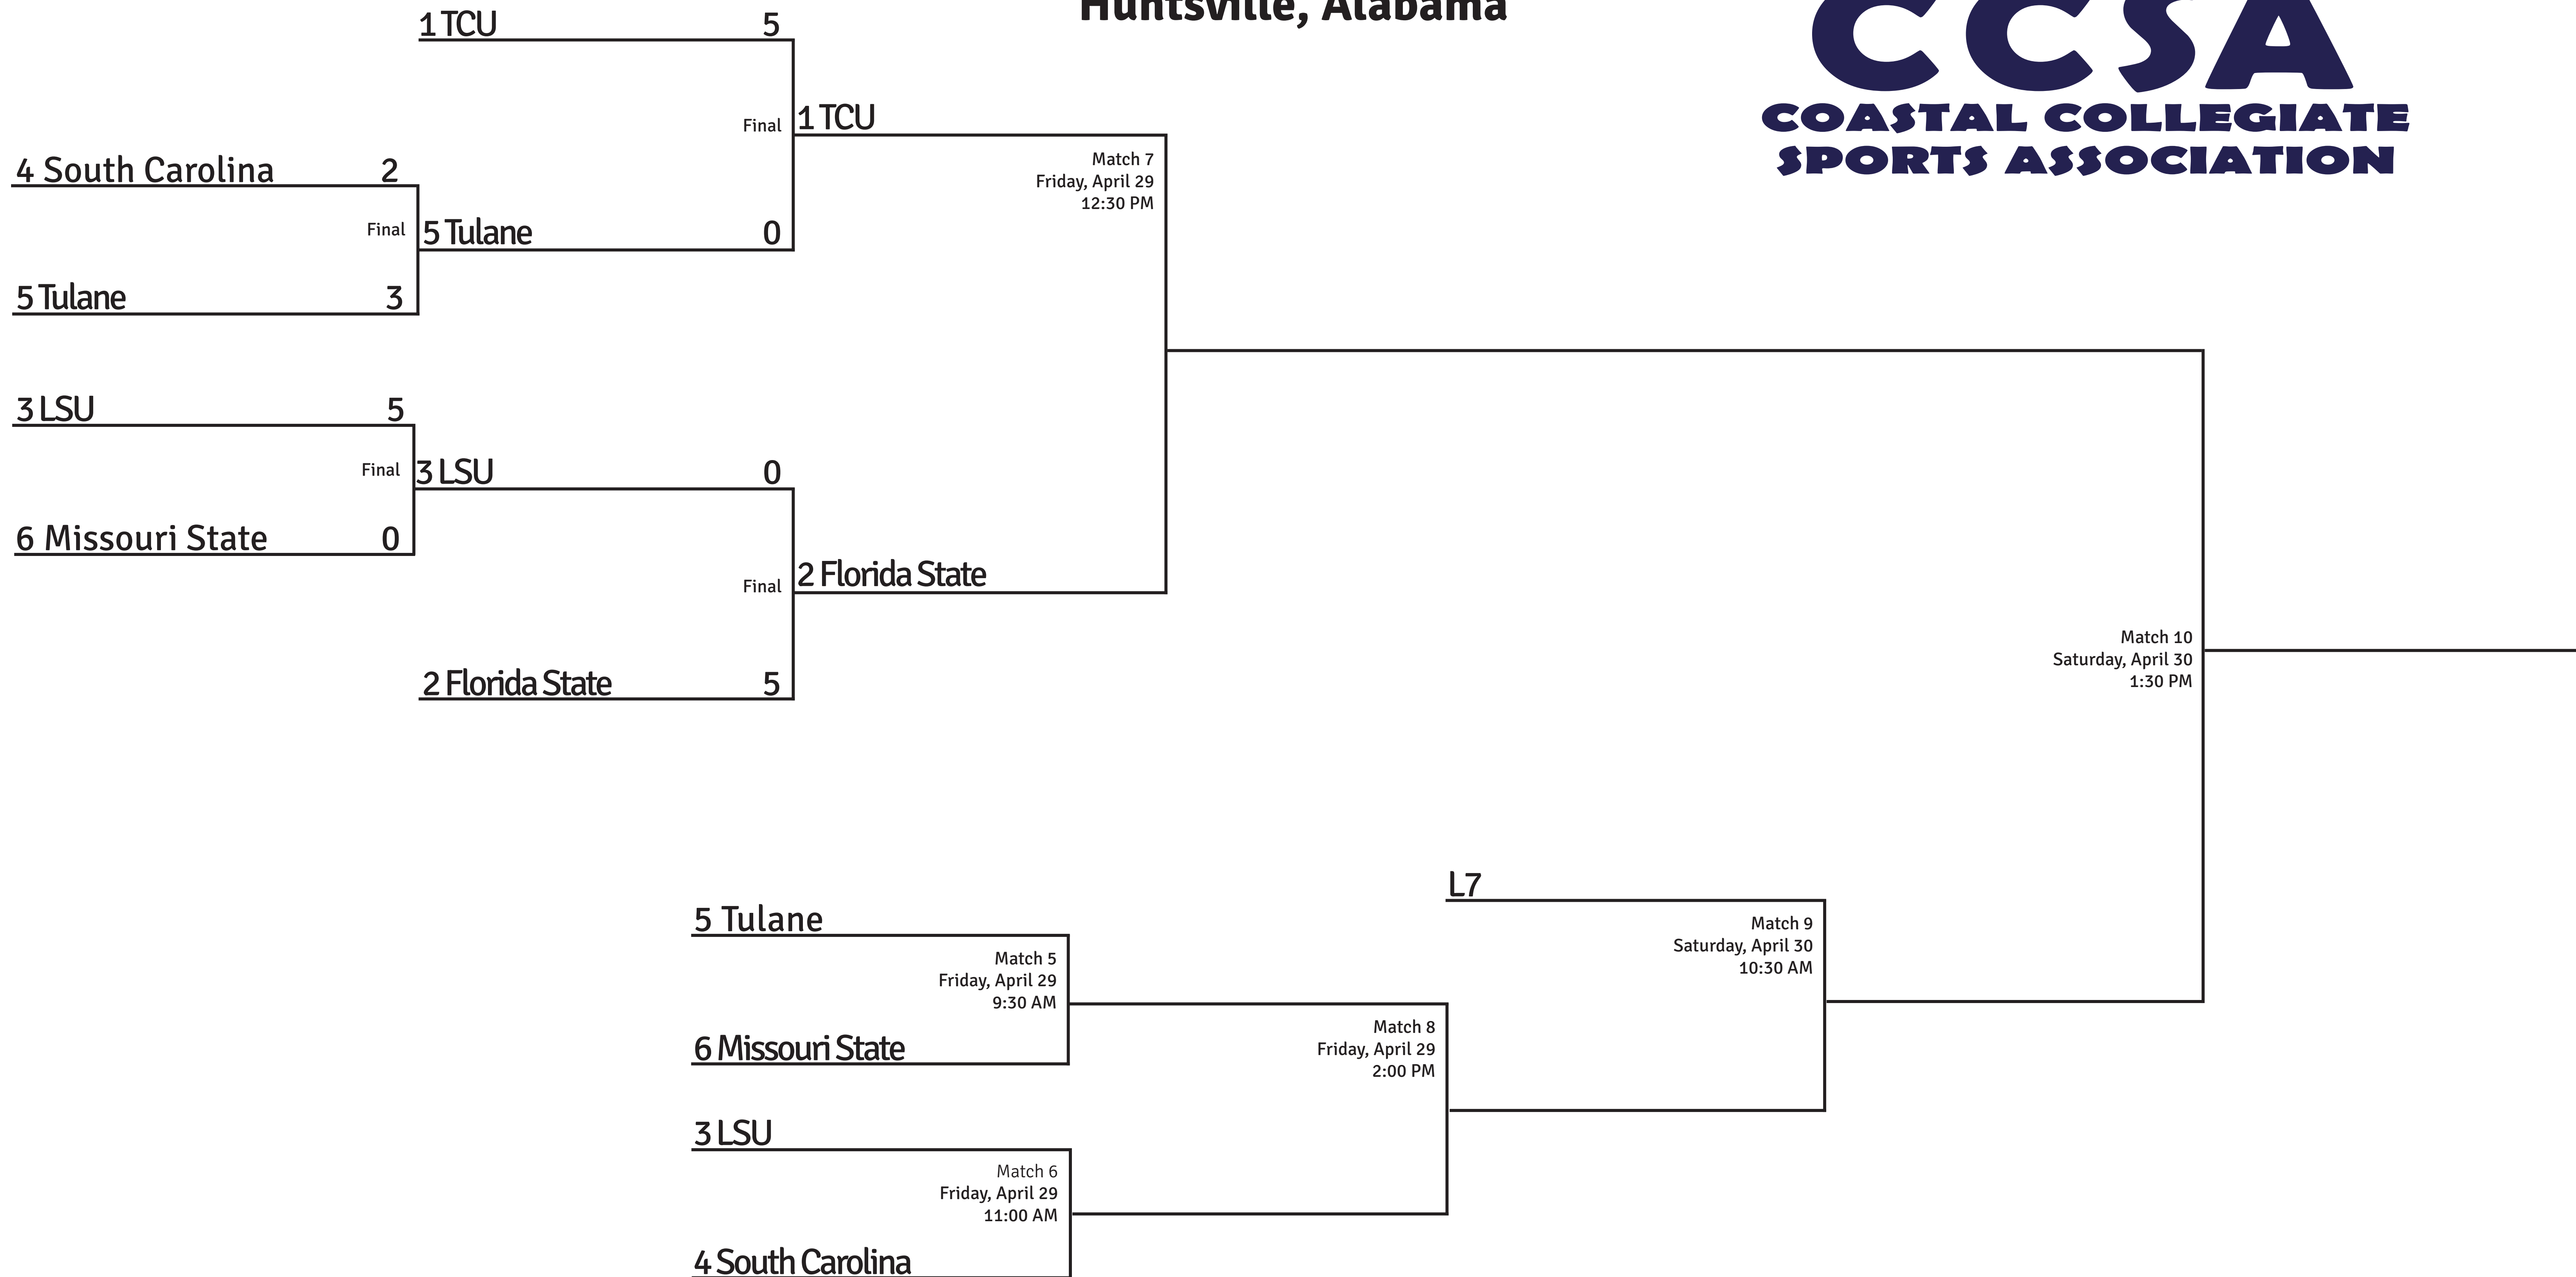 Huntsville, Alabama
CCSA
COASTAL COLLEGIATE
SPORTS ASSOCIATION
1 TCU 5
Final
1 TCU
4 South Carolina 2
Final
5 Tulane 0
5 Tulane 3
Match 7
Friday, April 29
12:30 PM
3 LSU 5
Final
3 LSU 0
6 Missouri State 0
Final
2 Florida State
2 Florida State 5
Match 10
Saturday, April 30
1:30 PM
L7
Match 9
Saturday, April 30
10:30 AM
5 Tulane
Match 5
Friday, April 29
9:30 AM
6 Missouri State
Match 8
Friday, April 29
2:00 PM
3 LSU
Match 6
Friday, April 29
11:00 AM
4 South Carolina